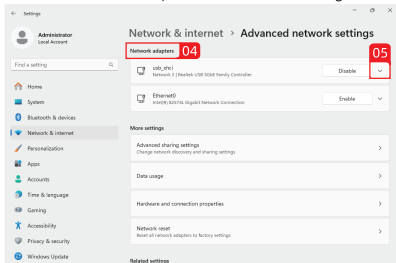 Settings
Administrator
Local Account
Find a setting
Home
System
Bluetooth & devices
Network & internet
Personalization
Apps
Accounts
Time & language
Gaming
Accessibility
Privacy & security
Windows Update
Network & internet > Advanced network settings
Network adapters
04
05
usb_xhci
Network 2 | Realtek USB 5GbE Family Controller
Disable
Ethernet0
Intel(R) 82574L Gigabit Network Connection
Enable
More settings
Advanced sharing settings
Change network discovery and sharing settings
Data usage
Hardware and connection properties
Network reset
Reset all network adapters to factory settings
Related settings